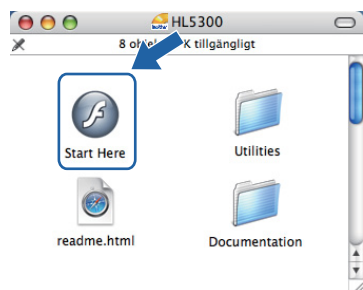 HL5300
8 K tillgängligt
Start Here
Utilities
readme.html
Documentation